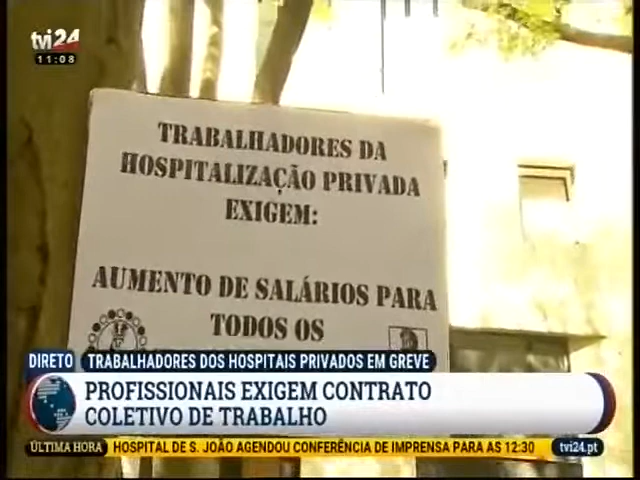 tvi24
11:08
TRABALHADORES DA
HOSPITALIZAÇÃO PRIVADA
EXIGEM:
AUMENTO DE SALÁRIOS PARA
TODOS OS
DIRETO
TRABALHADORES DOS HOSPITAIS PRIVADOS EM GREVE
PROFISSIONAIS EXIGEM CONTRATO
COLETIVO DE TRABALHO
ÚLTIMA HORA
HOSPITAL DE S. JOÃO AGENDOU CONFERÊNCIA DE IMPRENSA PARA AS 12:30
tvi24.pt